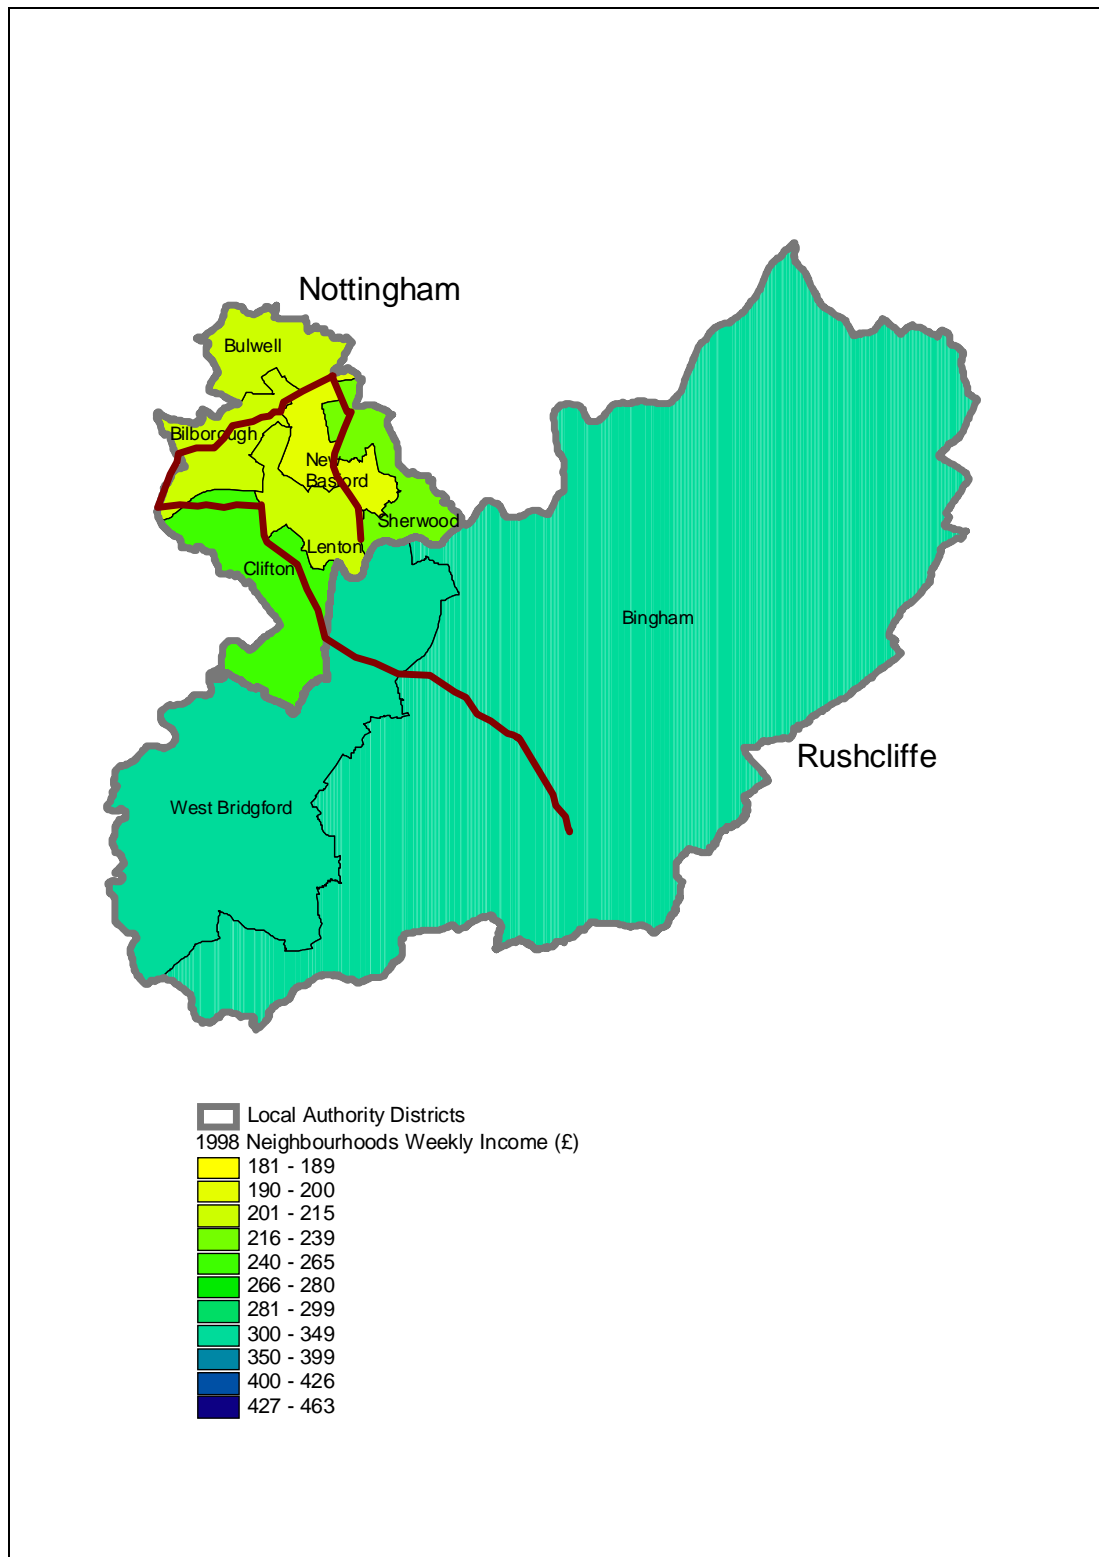 Nottingham
Bulwell
Bilborough
New
Basford
Sherwood
Lenton
Clifton
Bingham
Rushcliffe
West Bridgford
Local Authority Districts
1998 Neighbourhoods Weekly Income (£)
181 - 189
190 - 200
201 - 215
216 - 239
240 - 265
266 - 280
281 - 299
300 - 349
350 - 399
400 - 426
427 - 463